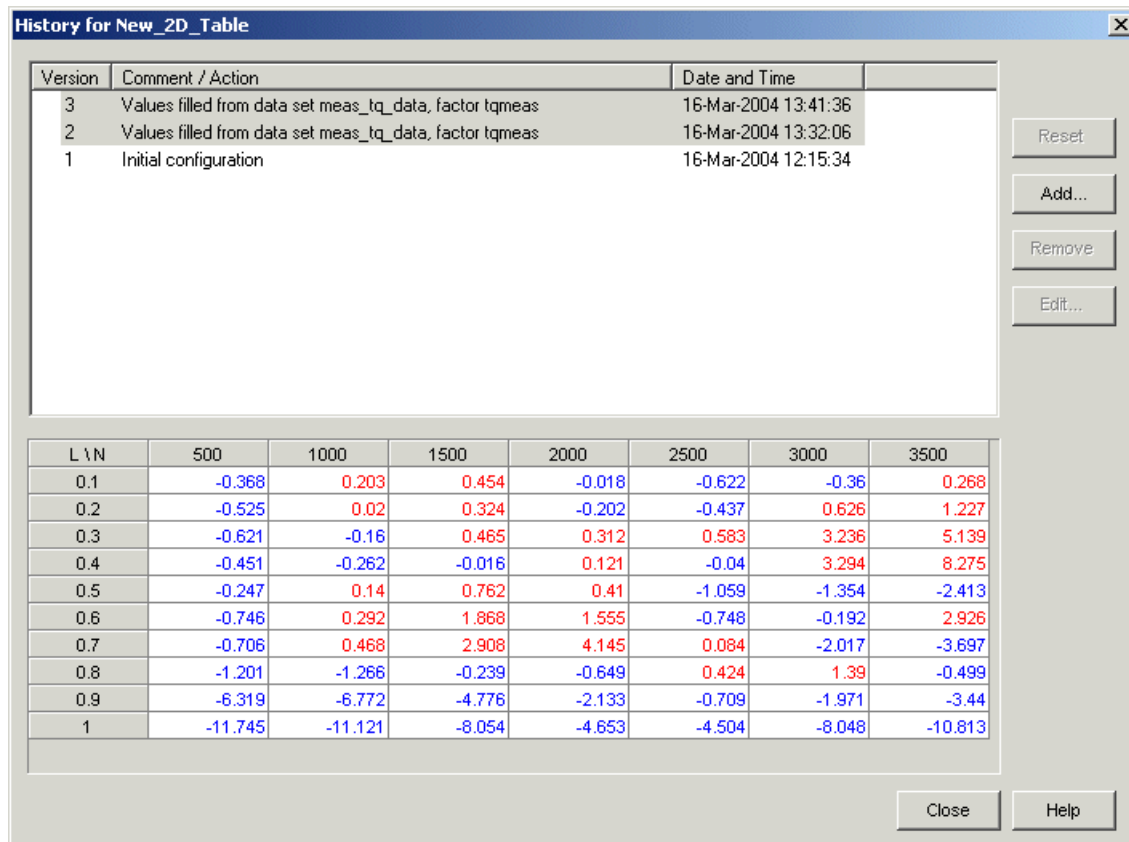 History for New_2D_Table
Version Comment / Action Date and Time
3 Values filled from data set meas_tq_data, factor tqmeas 16-Mar-2004 13:41:36
2 Values filled from data set meas_tq_data, factor tqmeas 16-Mar-2004 13:32:06
1 Initial configuration 16-Mar-2004 12:15:34
Reset
Add...
Remove
Edit...
L \ N 500 1000 1500 2000 2500 3000 3500
0.1 -0.368 0.203 0.454 -0.018 -0.622 -0.36 0.268
0.2 -0.525 0.02 0.324 -0.202 -0.437 0.626 1.227
0.3 -0.621 -0.16 0.465 0.312 0.583 3.236 5.139
0.4 -0.451 -0.262 -0.016 0.121 -0.04 3.294 8.275
0.5 -0.247 0.14 0.762 0.41 -1.059 -1.354 -2.413
0.6 -0.746 0.292 1.868 1.555 -0.748 -0.192 2.926
0.7 -0.706 0.468 2.908 4.145 0.084 -2.017 -3.697
0.8 -1.201 -1.266 -0.239 -0.649 0.424 1.39 -0.499
0.9 -6.319 -6.772 -4.776 -2.133 -0.709 -1.971 -3.44
1 -11.745 -11.121 -8.054 -4.653 -4.504 -8.048 -10.813
Close Help